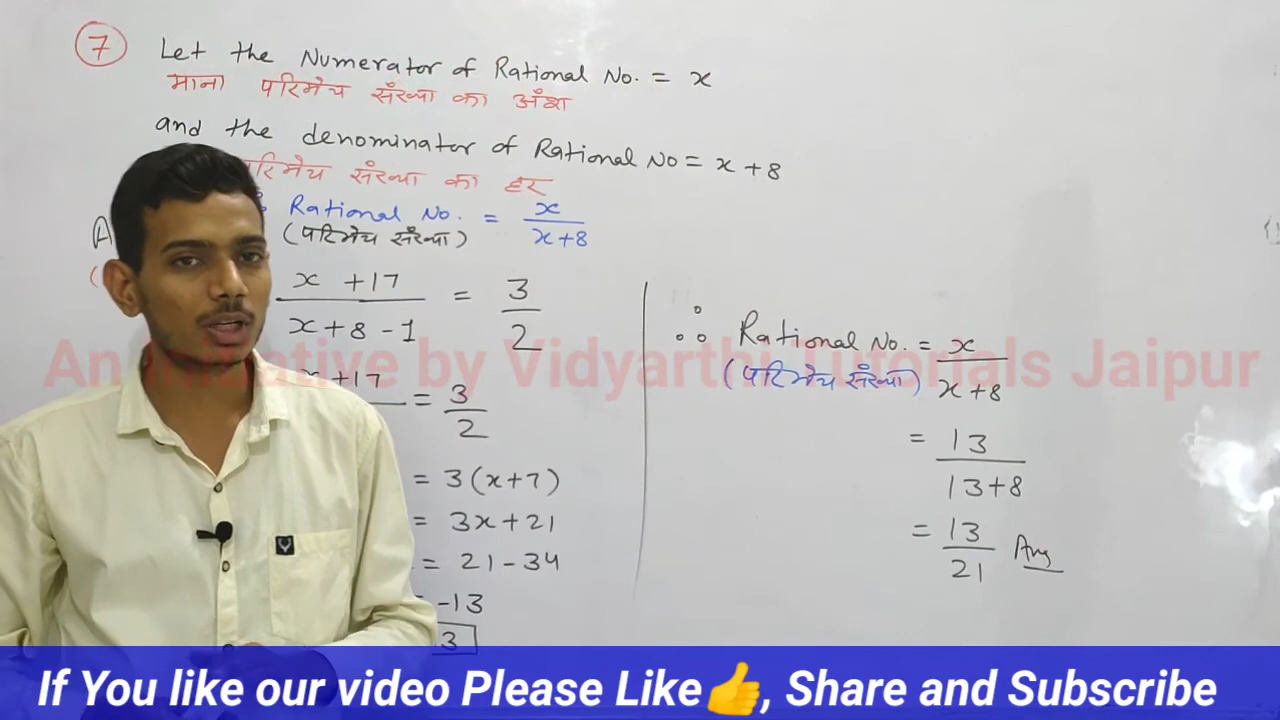 7 Let the Numerator of Rational No. = x
माना परिमेय संख्या का अंश
and the denominator of Rational No = x + 8
परिमेय संख्या का हर
Rational No. = x / x+8
(परिमेय संख्या)
A
(
x + 17 / x + 8 - 1 = 3 / 2
x + 17 = 3 / 2
= 3(x+7)
= 3x + 21
= 21 - 34
= -13
3
∴ Rational No. = x / x+8
(परिमेय संख्या)
= 13 / 13+8
= 13 / 21 Ans
An Initiative by Vidyarthi Tutorials Jaipur
If You like our video Please Like👍, Share and Subscribe